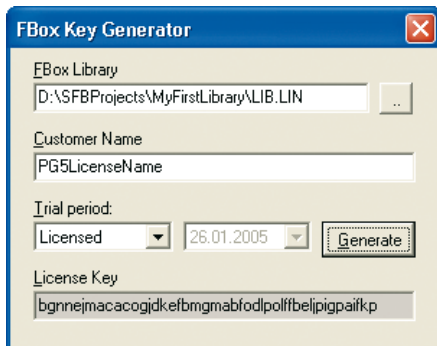 FBox Key Generator
FBox Library
D:\SFBProjects\MyFirstLibrary\LIB.LIN
..
Customer Name
PG5LicenseName
Trial period:
Licensed 26.01.2005 Generate
License Key
bgnnejmacacogjdkefbmgmabfodlpolffbeljpigpaifkp